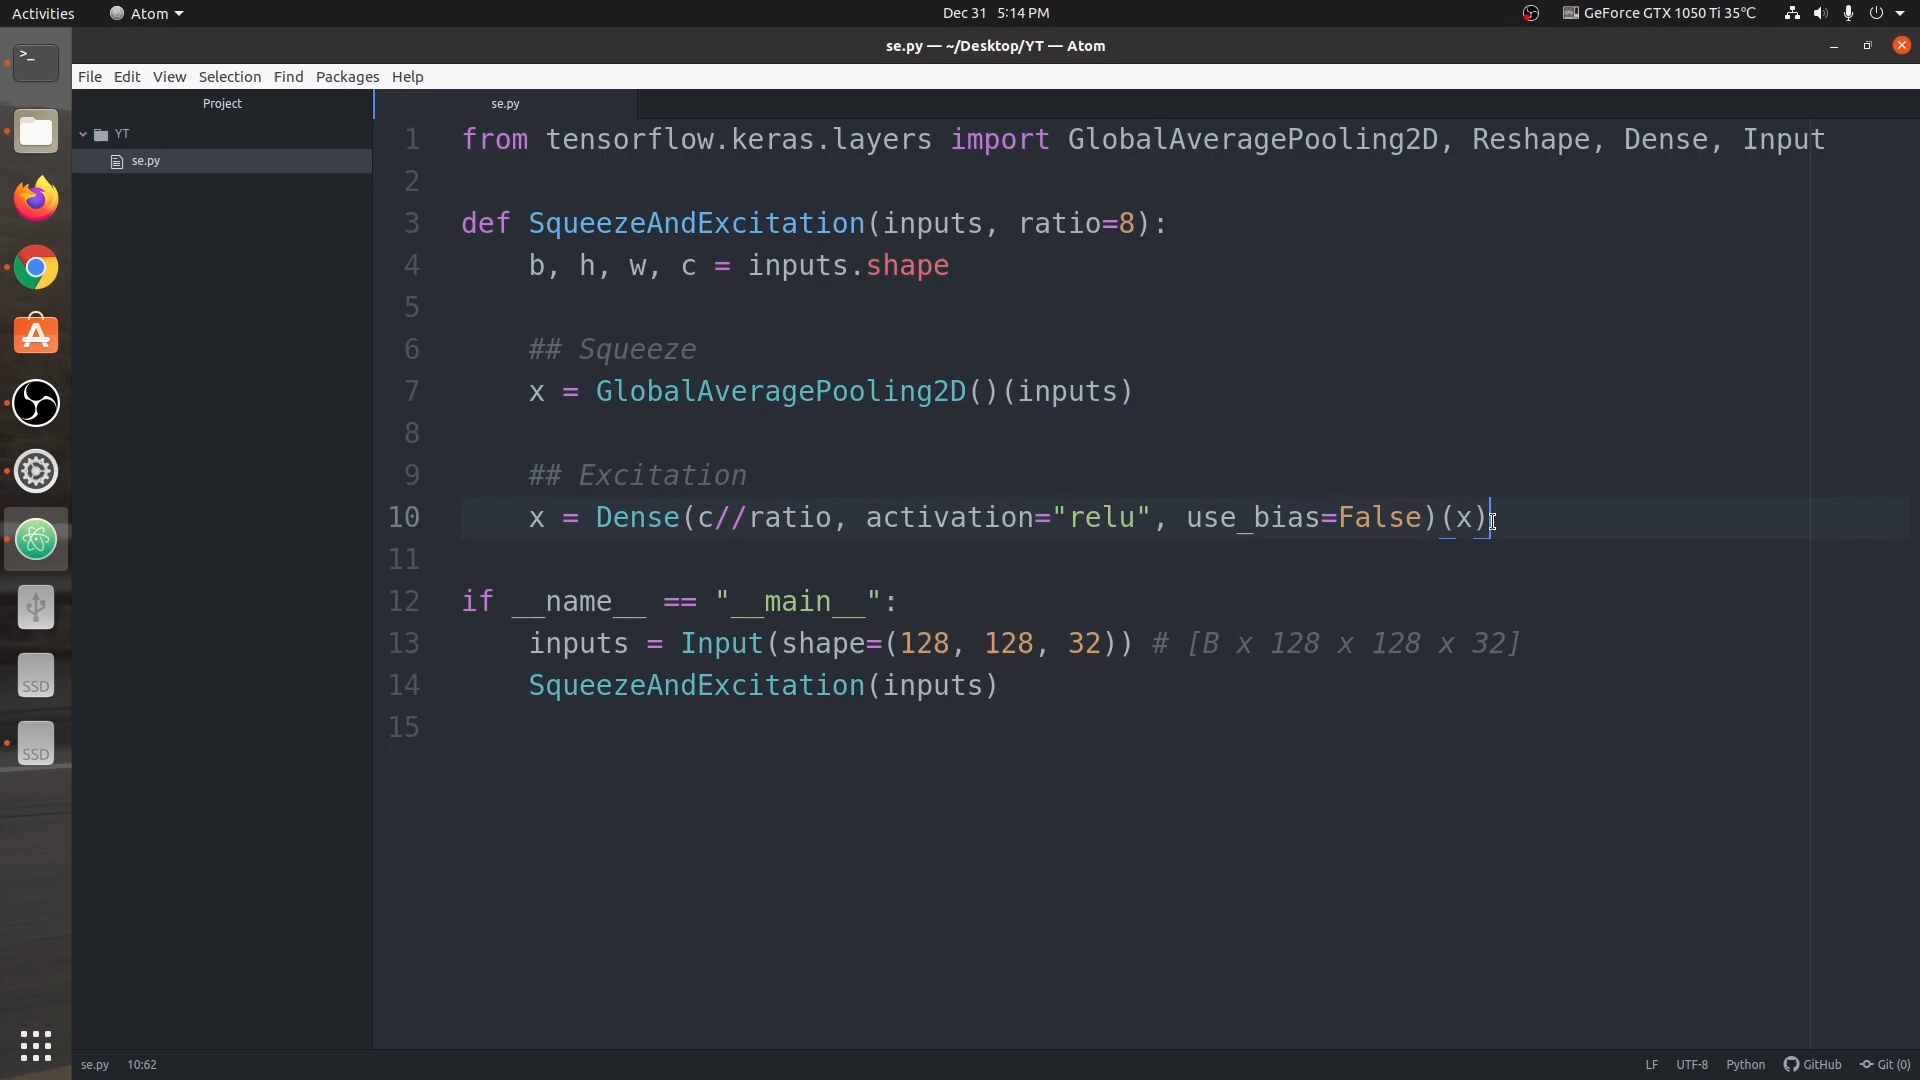 Activities Atom Dec 31 5:14 PM GeForce GTX 1050 Ti 35°C
se.py — ~/Desktop/YT — Atom
File Edit View Selection Find Packages Help
Project se.py
YT
se.py
1 from tensorflow.keras.layers import GlobalAveragePooling2D, Reshape, Dense, Input
2
3 def SqueezeAndExcitation(inputs, ratio=8):
4     b, h, w, c = inputs.shape
5
6     ## Squeeze
7     x = GlobalAveragePooling2D()(inputs)
8
9     ## Excitation
10     x = Dense(c//ratio, activation="relu", use_bias=False)(x)
11
12 if __name__ == "__main__":
13     inputs = Input(shape=(128, 128, 32)) # [B x 128 x 128 x 32]
14     SqueezeAndExcitation(inputs)
15
SSD
SSD
se.py 10:62 LF UTF-8 Python GitHub Git (0)